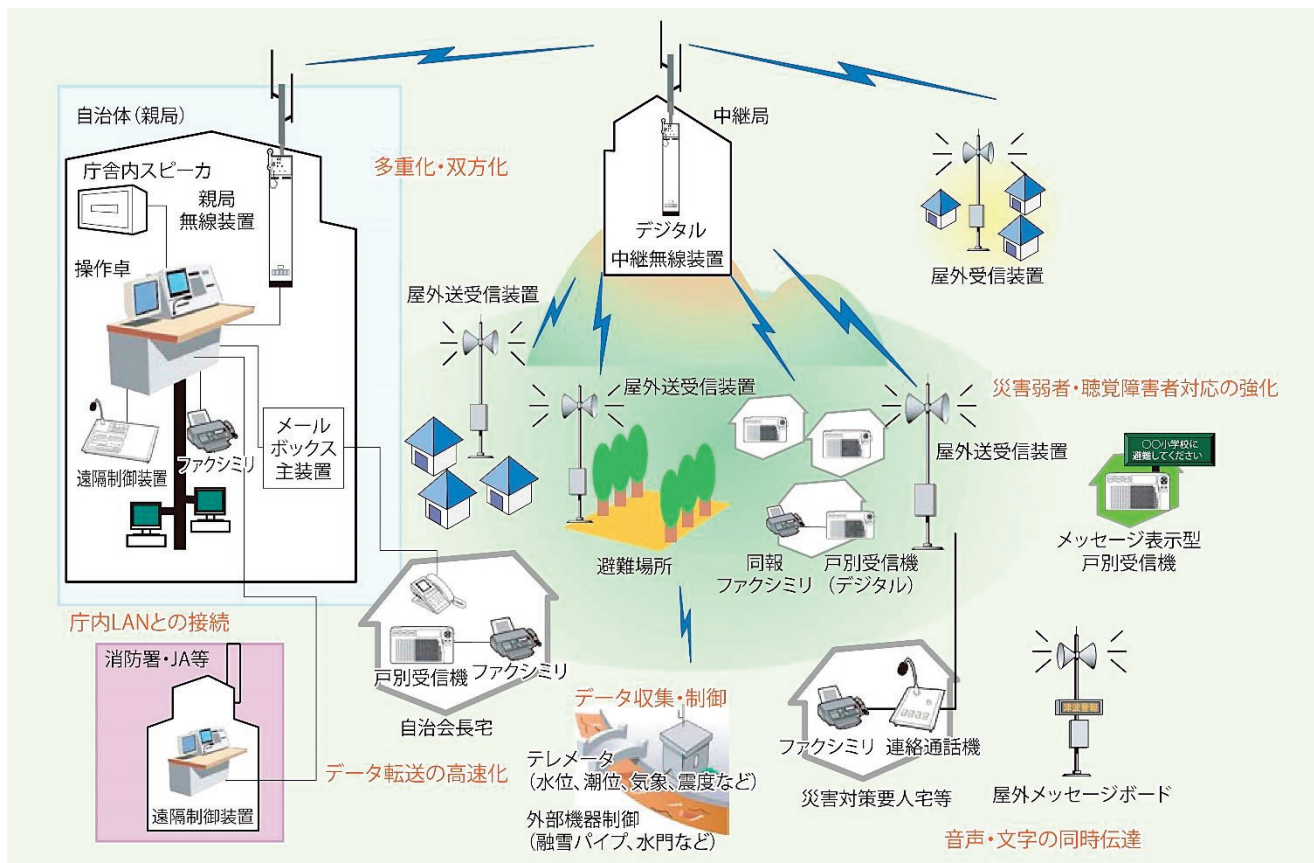 自治体（親局）
庁舎内スピーカ
親局
無線装置
操作卓
遠隔制御装置
ファクシミリ
メール
ボックス
主装置
庁内LANとの接続
消防署・JA等
遠隔制御装置
多重化・双方化
中継局
デジタル
中継無線装置
屋外受信装置
屋外送受信装置
屋外送受信装置
避難場所
同報
ファクシミリ
戸別受信機
（デジタル）
屋外送受信装置
災害弱者・聴覚障害者対応の強化
〇〇小学校に
避難してください
メッセージ表示型
戸別受信機
戸別受信機
ファクシミリ
自治会長宅
データ転送の高速化
データ収集・制御
テレメータ
（水位、潮位、気象、震度など）
外部機器制御
（融雪パイプ、水門など）
ファクシミリ
連絡通話機
災害対策要人宅等
津波警報
屋外メッセージボード
音声・文字の同時伝達